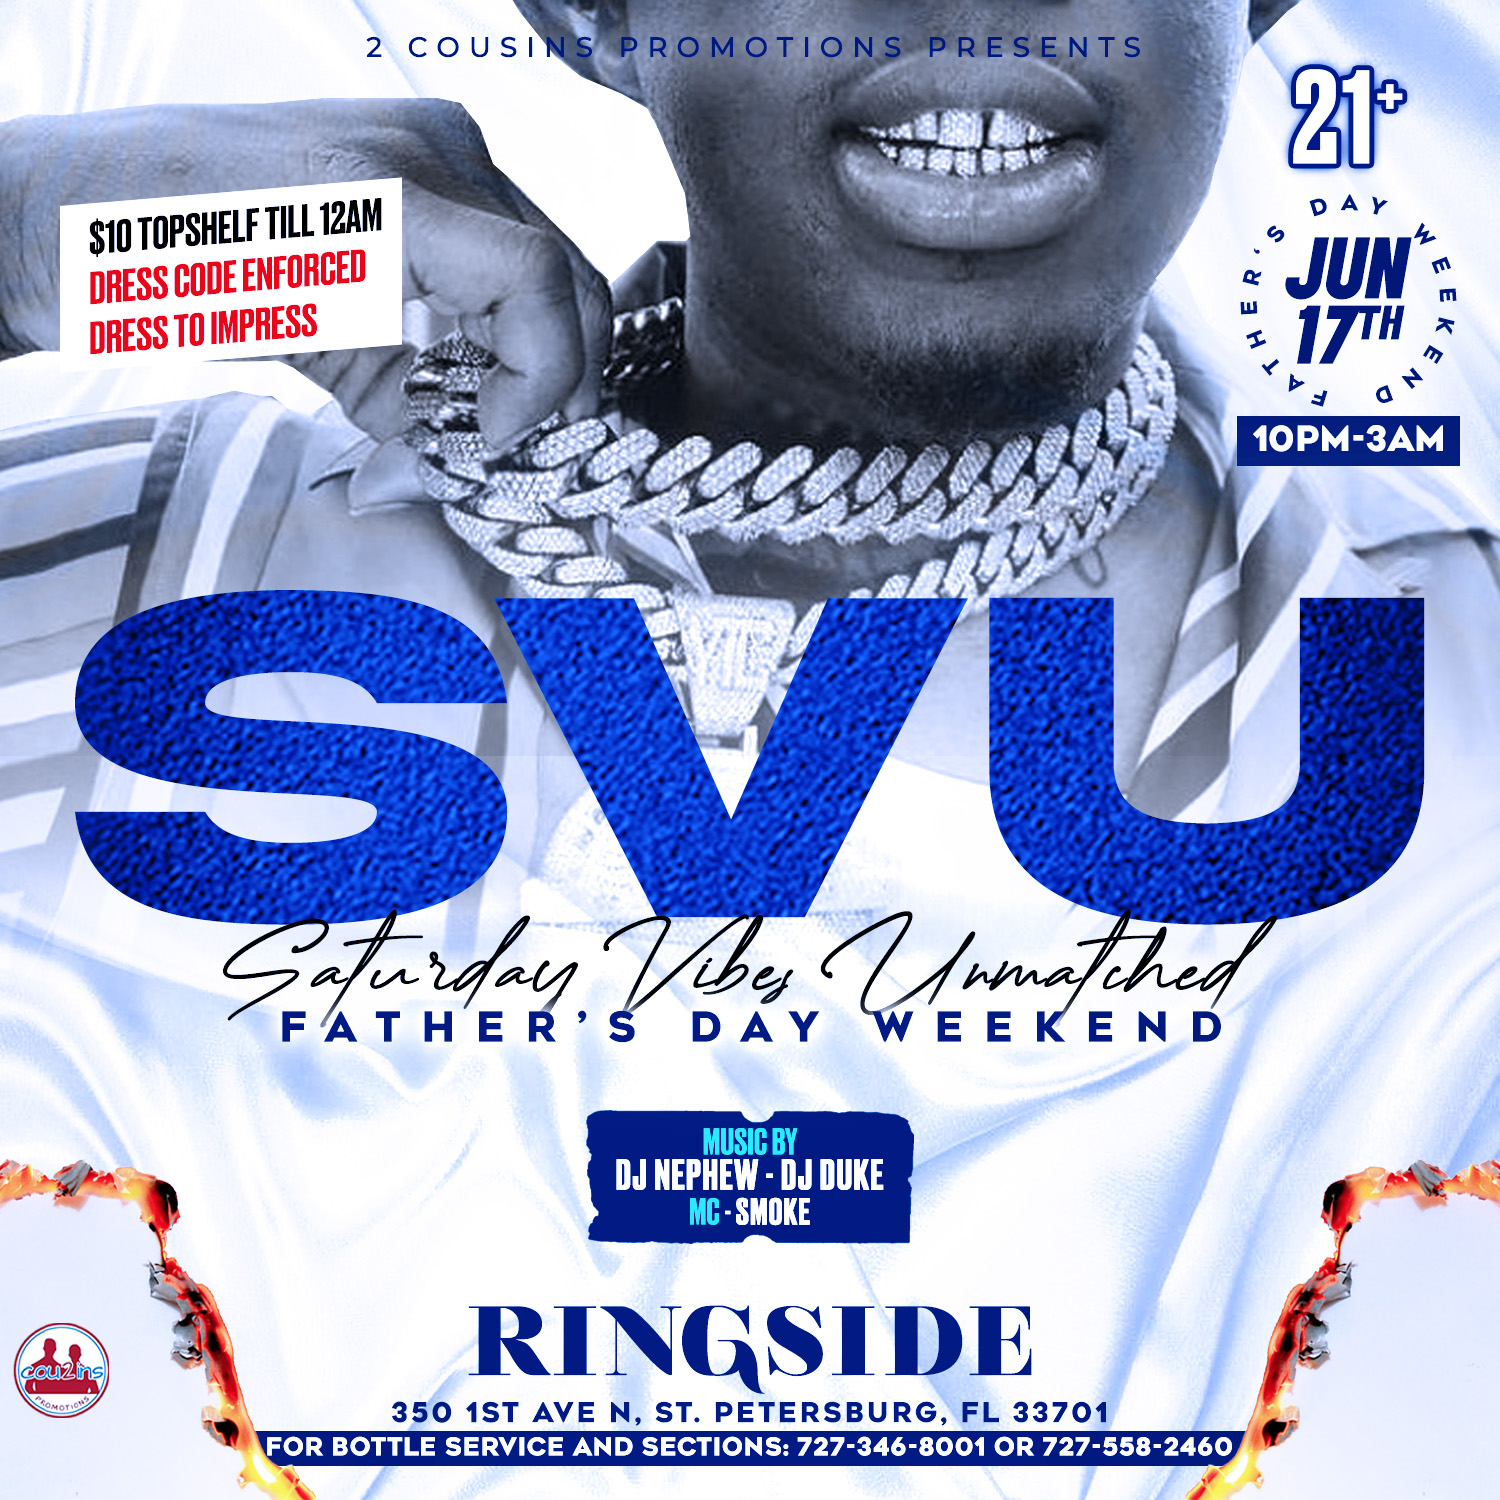 2 COUSINS PROMOTIONS PRESENTS
21+
$10 TOPSHELF TILL 12AM
DRESS CODE ENFORCED
DRESS TO IMPRESS
FATHER'S DAY WEEKEND
JUN
17TH
10PM-3AM
SVU
Saturday Vibes Unmatched
FATHER'S DAY WEEKEND
MUSIC BY
DJ NEPHEW - DJ DUKE
MC - SMOKE
RINGSIDE
350 1ST AVE N, ST. PETERSBURG, FL 33701
FOR BOTTLE SERVICE AND SECTIONS: 727-346-8001 OR 727-558-2460
cou2ins
PROMOTIONS